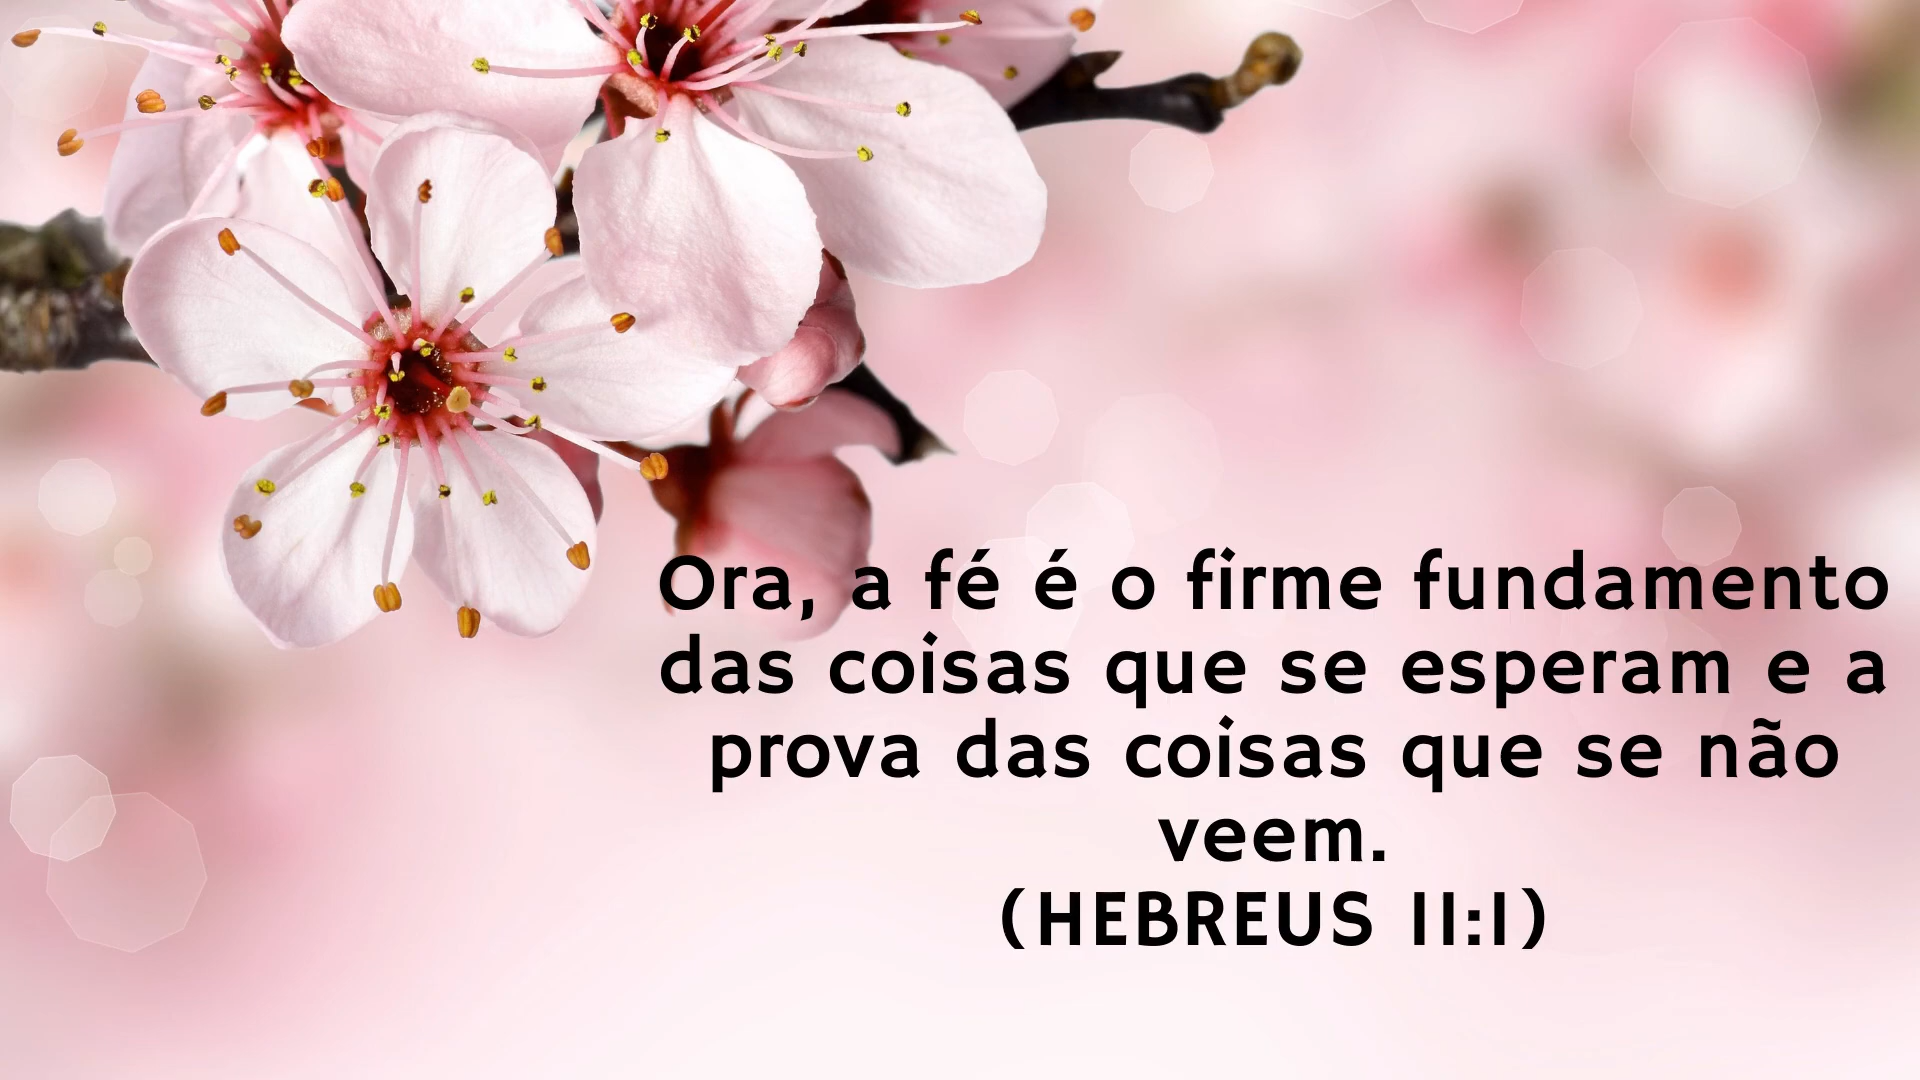 Ora, a fé é o firme fundamento
das coisas que se esperam e a
prova das coisas que se não
veem.
(HEBREUS 11:1)